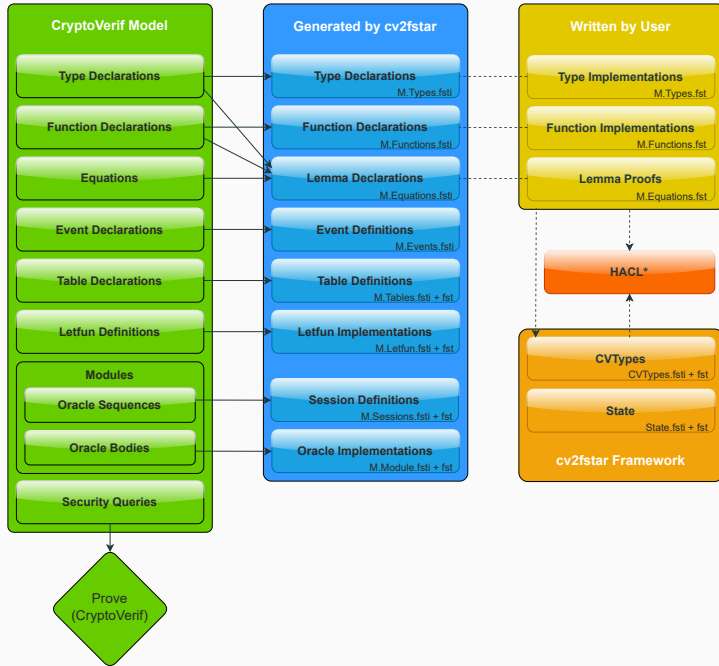 CryptoVerif Model
Type Declarations
Function Declarations
Equations
Event Declarations
Table Declarations
Letfun Definitions
Modules
Oracle Sequences
Oracle Bodies
Security Queries
Prove
(CryptoVerif)
Generated by cv2fstar
Type Declarations
M.Types.fsti
Function Declarations
M.Functions.fsti
Lemma Declarations
M.Equations.fsti
Event Definitions
M.Events.fsti
Table Definitions
M.Tables.fsti + fst
Letfun Implementations
M.Letfun.fsti + fst
Session Definitions
M.Sessions.fsti + fst
Oracle Implementations
M.Module.fsti + fst
Written by User
Type Implementations
M.Types.fst
Function Implementations
M.Functions.fst
Lemma Proofs
M.Equations.fst
HACL*
CVTypes
CVTypes.fsti + fst
State
State.fsti + fst
cv2fstar Framework